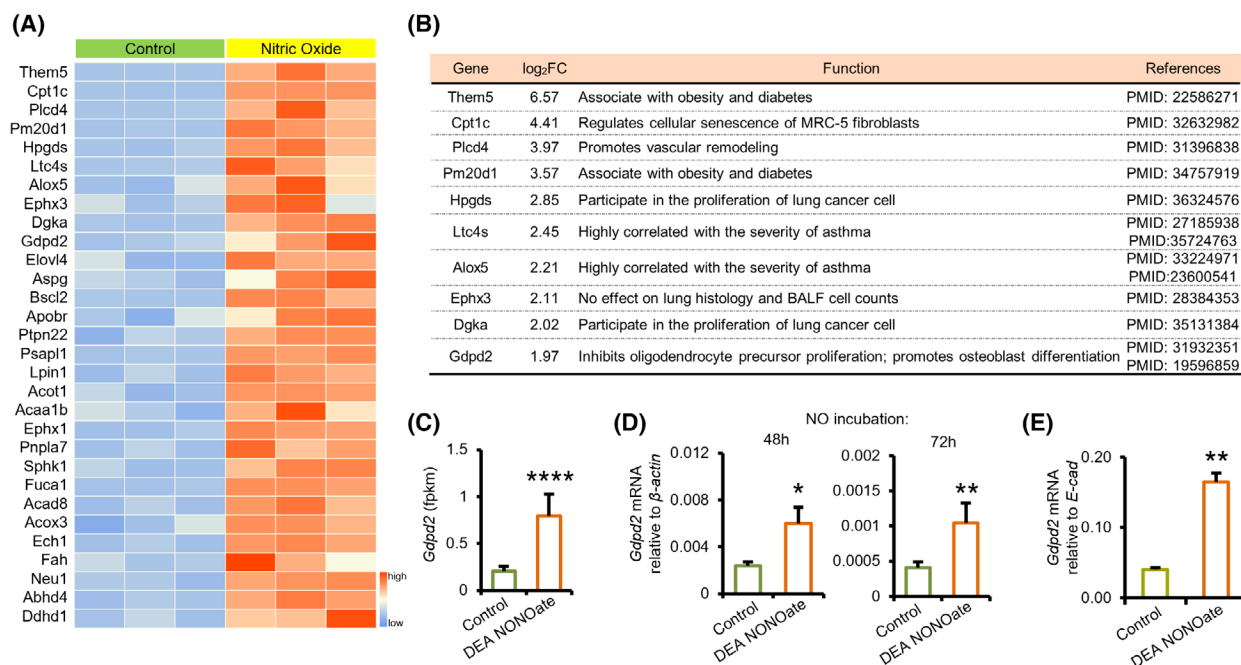 (A)
Control Nitric Oxide
Them5
Cpt1c
Plcd4
Pm20d1
Hpgds
Ltc4s
Alox5
Ephx3
Dgka
Gdpd2
Elovl4
Aspg
Bscl2
Apobr
Ptpn22
Psapl1
Lpin1
Acot1
Acaa1b
Ephx1
Pnpla7
Sphk1
Fuca1
Acad8
Acox3
Ech1
Fah
Neu1
Abhd4
Ddhd1
high
low
(B)
Gene log₂FC Function References
Them5 6.57 Associate with obesity and diabetes PMID: 22586271
Cpt1c 4.41 Regulates cellular senescence of MRC-5 fibroblasts PMID: 32632982
Plcd4 3.97 Promotes vascular remodeling PMID: 31396838
Pm20d1 3.57 Associate with obesity and diabetes PMID: 34757919
Hpgds 2.85 Participate in the proliferation of lung cancer cell PMID: 36324576
Ltc4s 2.45 Highly correlated with the severity of asthma PMID: 27185938
PMID:35724763
Alox5 2.21 Highly correlated with the severity of asthma PMID: 33224971
PMID:23600541
Ephx3 2.11 No effect on lung histology and BALF cell counts PMID: 28384353
Dgka 2.02 Participate in the proliferation of lung cancer cell PMID: 35131384
Gdpd2 1.97 Inhibits oligodendrocyte precursor proliferation; promotes osteoblast differentiation PMID: 31932351
PMID: 19596859
(C)
Gdpd2 (fpkm)
1.5
1
0.5
0
****
Control
DEA NONOate
(D)
NO incubation:
48h
Gdpd2 mRNA
relative to β-actin
0.012
0.008
0.004
0.000
*
Control
DEA NONOate
72h
0.002
0.0015
0.001
0.0005
0
**
Control
DEA NONOate
(E)
Gdpd2 mRNA
relative to E-cad
0.20
0.10
0.00
**
Control
DEA NONOate